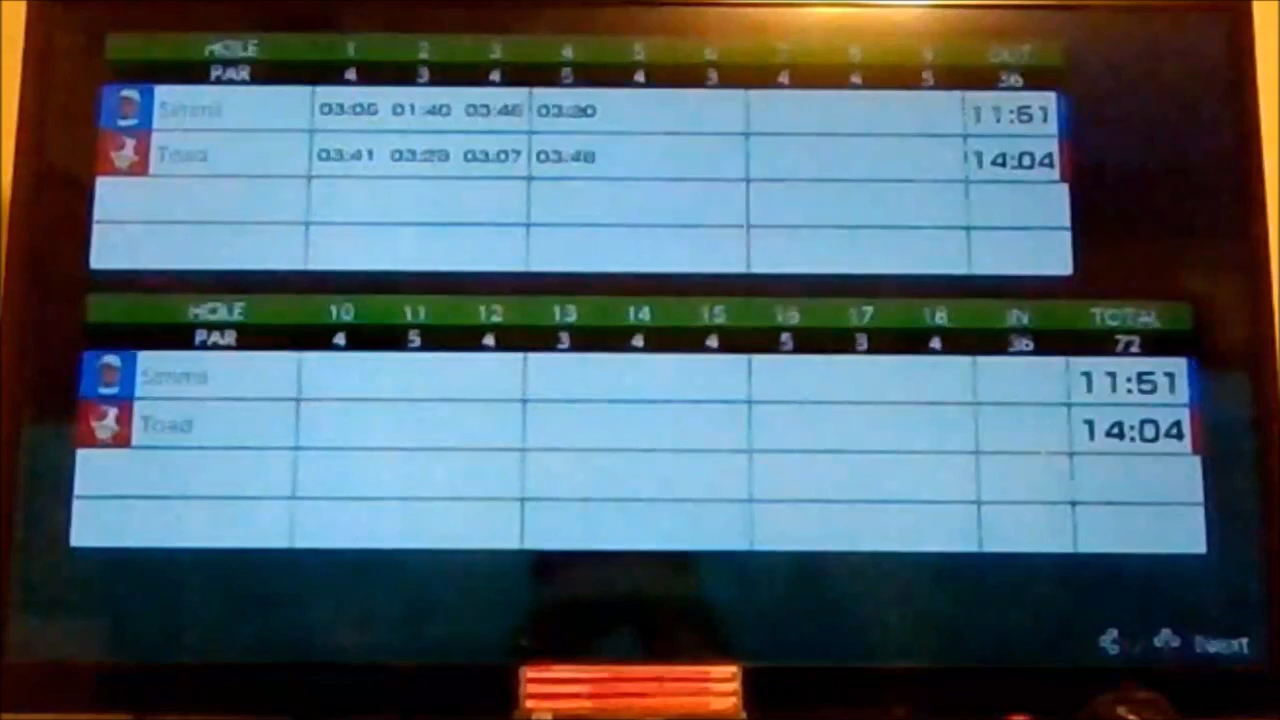 HOLE 1 2 3 4 5 6 7 8 9 OUT
PAR 4 3 4 5 4 3 4 4 5 36
03:05 01:40 03:46 03:20 11:51
Toad 03:41 03:28 03:07 03:48 14:04
HOLE 10 11 12 13 14 15 16 17 18 IN TOTAL
PAR 4 5 4 3 4 4 5 3 4 36 72
11:51
Toad 14:04
NEXT